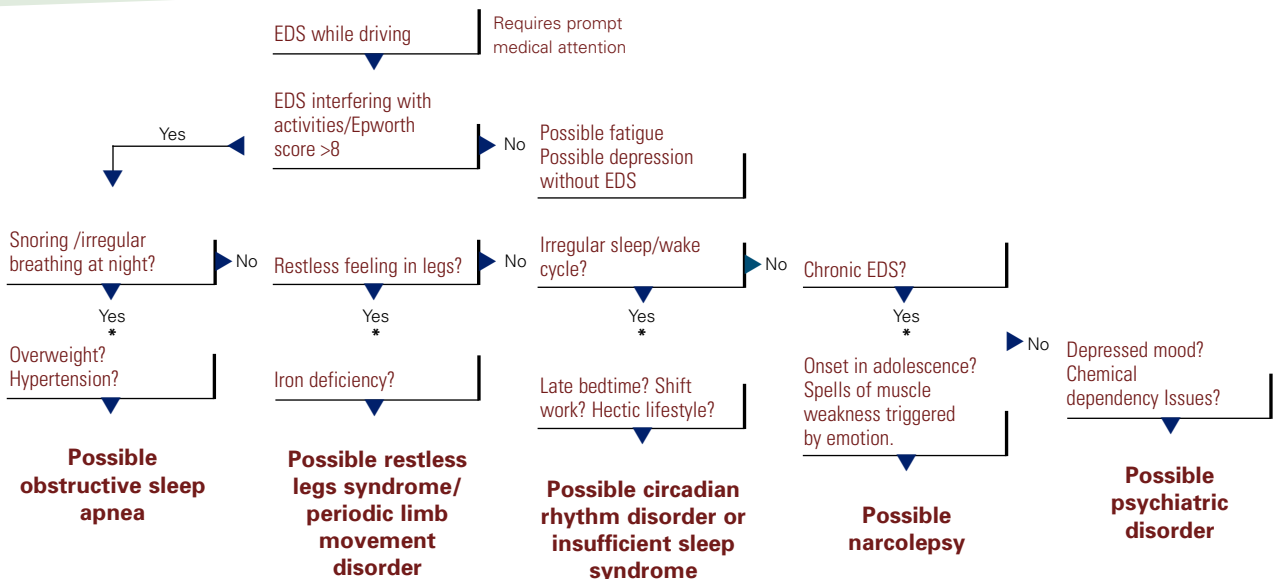 EDS while driving
Requires prompt
medical attention
EDS interfering with
activities/Epworth
score >8
Yes
No
Possible fatigue
Possible depression
without EDS
Snoring /irregular
breathing at night?
No
Restless feeling in legs?
No
Irregular sleep/wake
cycle?
No
Chronic EDS?
Yes
*
Yes
*
Yes
*
Yes
*
No
Overweight?
Hypertension?
Iron deficiency?
Late bedtime? Shift
work? Hectic lifestyle?
Onset in adolescence?
Spells of muscle
weakness triggered
by emotion.
Depressed mood?
Chemical
dependency Issues?
Possible
obstructive sleep
apnea
Possible restless
legs syndrome/
periodic limb
movement
disorder
Possible circadian
rhythm disorder or
insufficient sleep
syndrome
Possible
narcolepsy
Possible
psychiatric
disorder